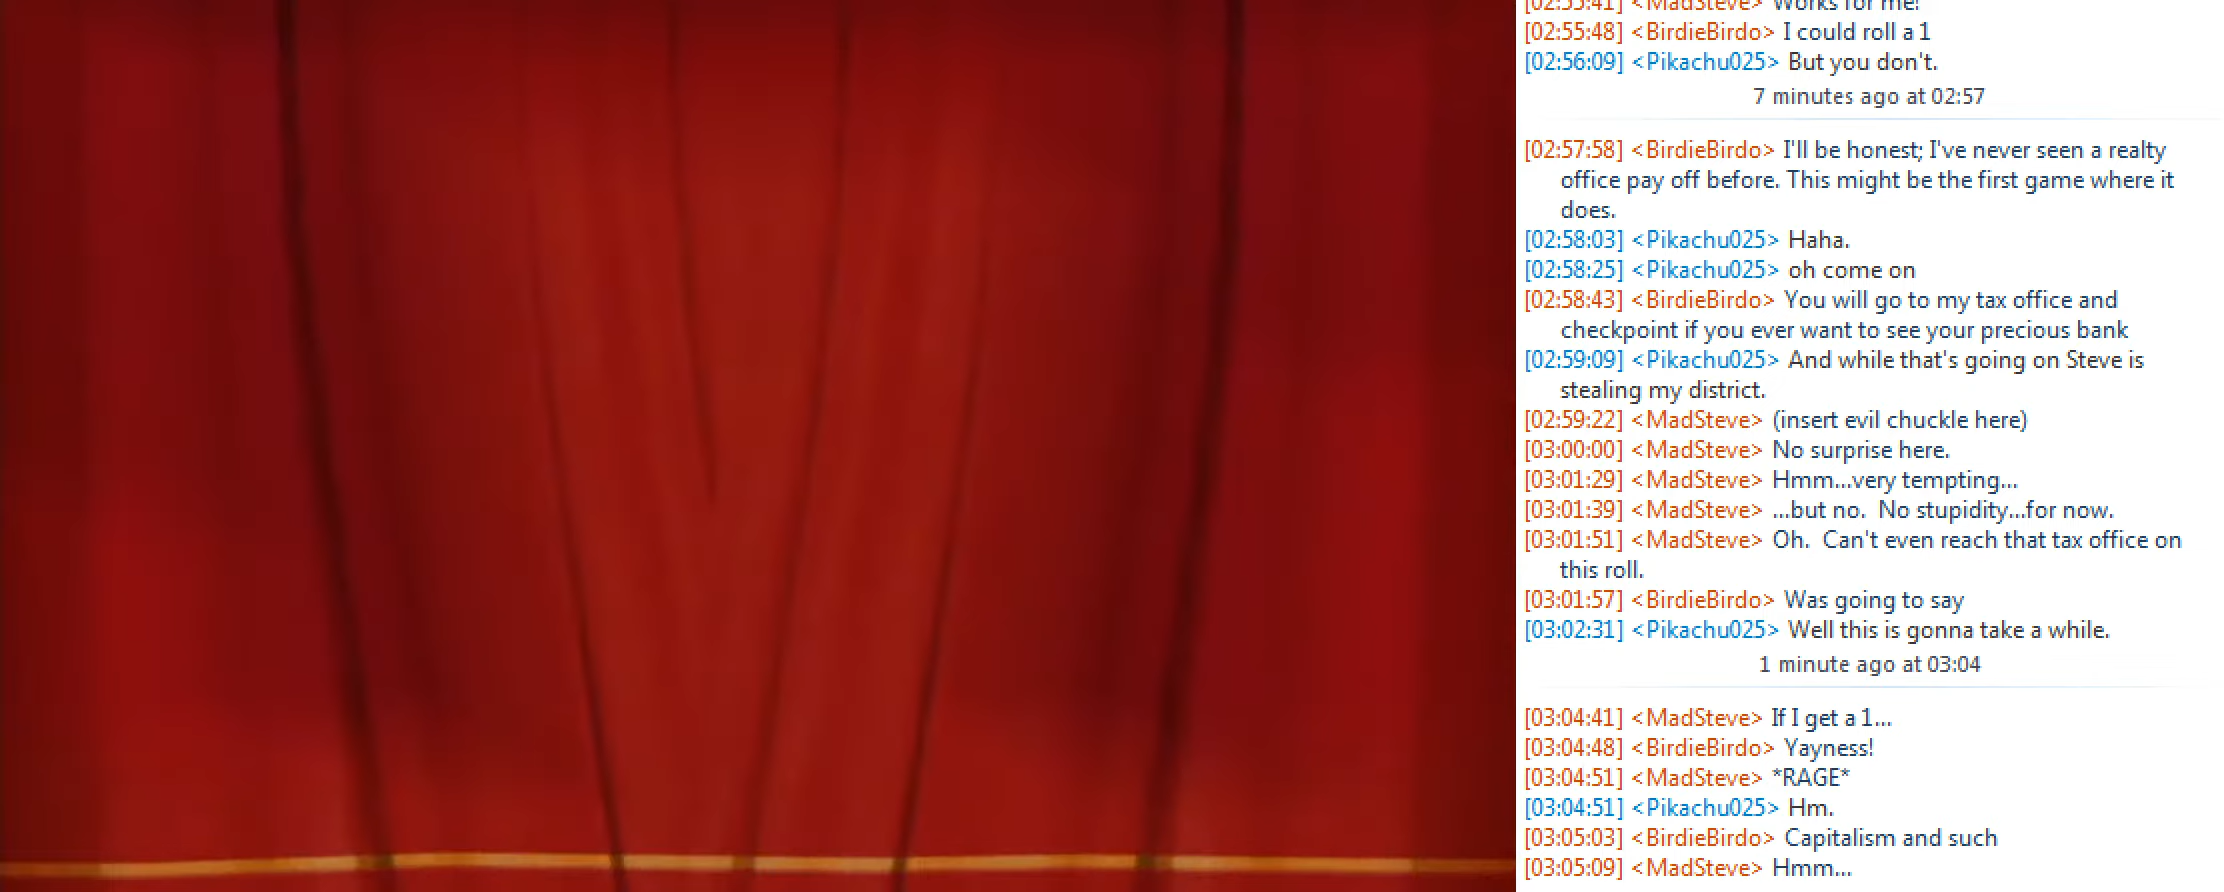 [02:55:41] <MadSteve> Works for me!
[02:55:48] <BirdieBirdo> I could roll a 1
[02:56:09] <Pikachu025> But you don't.
7 minutes ago at 02:57
[02:57:58] <BirdieBirdo> I'll be honest; I've never seen a realty
office pay off before. This might be the first game where it
does.
[02:58:03] <Pikachu025> Haha.
[02:58:25] <Pikachu025> oh come on
[02:58:43] <BirdieBirdo> You will go to my tax office and
checkpoint if you ever want to see your precious bank
[02:59:09] <Pikachu025> And while that's going on Steve is
stealing my district.
[02:59:22] <MadSteve> (insert evil chuckle here)
[03:00:00] <MadSteve> No surprise here.
[03:01:29] <MadSteve> Hmm...very tempting...
[03:01:39] <MadSteve> ...but no.  No stupidity...for now.
[03:01:51] <MadSteve> Oh.  Can't even reach that tax office on
this roll.
[03:01:57] <BirdieBirdo> Was going to say
[03:02:31] <Pikachu025> Well this is gonna take a while.
1 minute ago at 03:04
[03:04:41] <MadSteve> If I get a 1...
[03:04:48] <BirdieBirdo> Yayness!
[03:04:51] <MadSteve> *RAGE*
[03:04:51] <Pikachu025> Hm.
[03:05:03] <BirdieBirdo> Capitalism and such
[03:05:09] <MadSteve> Hmm...